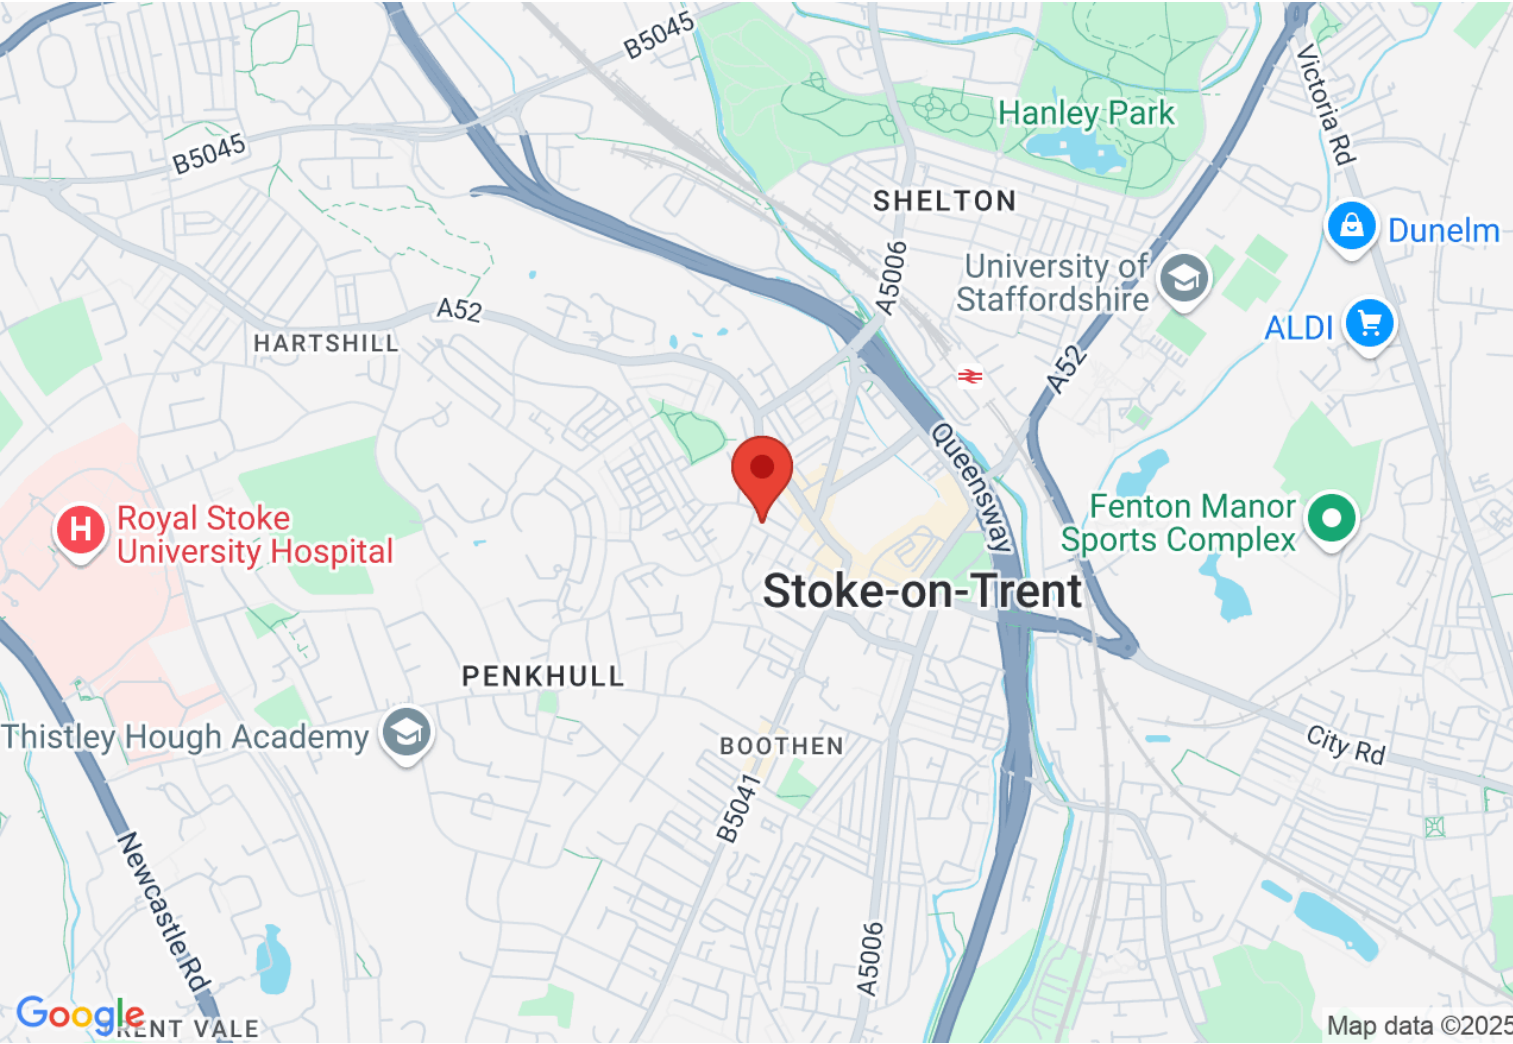 B5045
Victoria Rd
Hanley Park
B5045
SHELTON
Dunelm
A5006
University of
Staffordshire
A52
ALDI
HARTSHILL
A52
Queensway
Royal Stoke
University Hospital
H
Fenton Manor
Sports Complex
Stoke-on-Trent
PENKHULL
Thistley Hough Academy
BOOTHEN
City Rd
B5041
Newcastle Rd
A5006
Google
RENT VALE
Map data ©2025